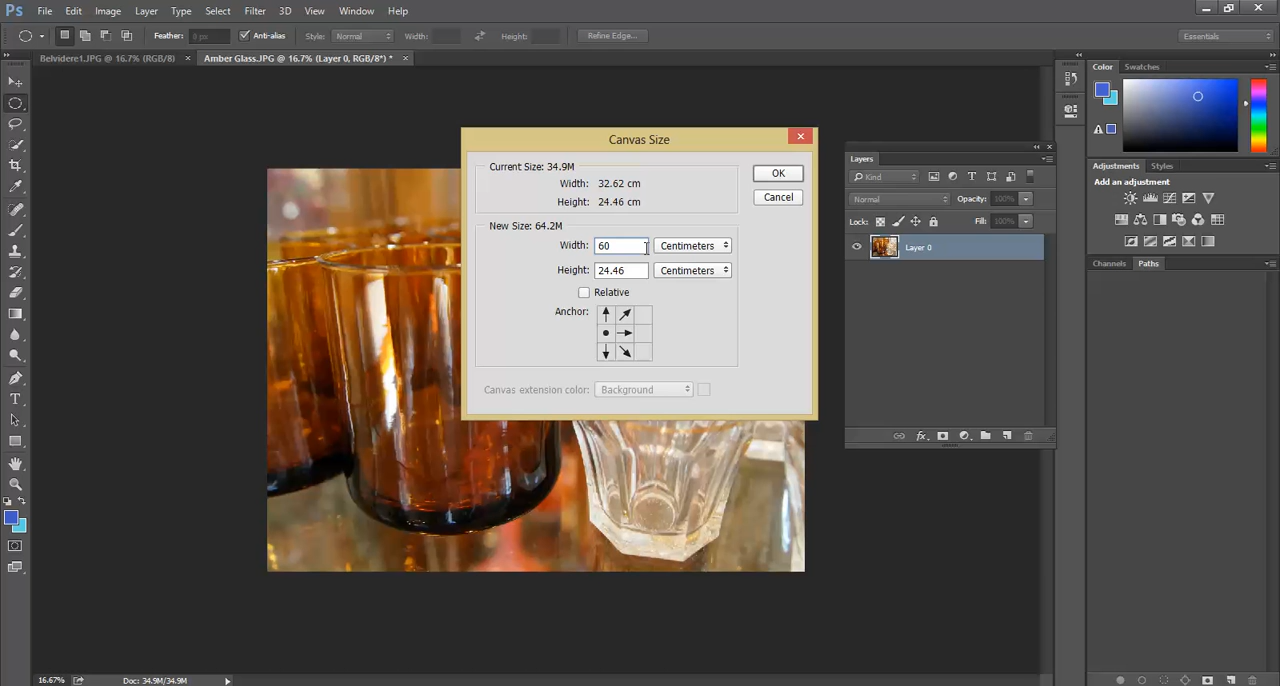 Ps File Edit Image Layer Type Select Filter 3D View Window Help
Feather: 0 px Anti-alias Style: Normal Width: Height: Refine Edge... Essentials
Belvidere1.JPG @ 16.7% (RGB/8) × Amber Glass.JPG @ 16.7% (Layer 0, RGB/8*) * ×
Color Swatches
Canvas Size
Current Size: 34.9M
Width: 32.62 cm
Height: 24.46 cm
OK
Cancel
New Size: 64.2M
Width: 60 Centimeters
Height: 24.46 Centimeters
Relative
Anchor:
Canvas extension color: Background
Layers
Kind
Normal Opacity: 100%
Lock: Fill: 100%
Layer 0
fx
Adjustments Styles
Add an adjustment
Channels Paths
16.67% Doc: 34.9M/34.9M